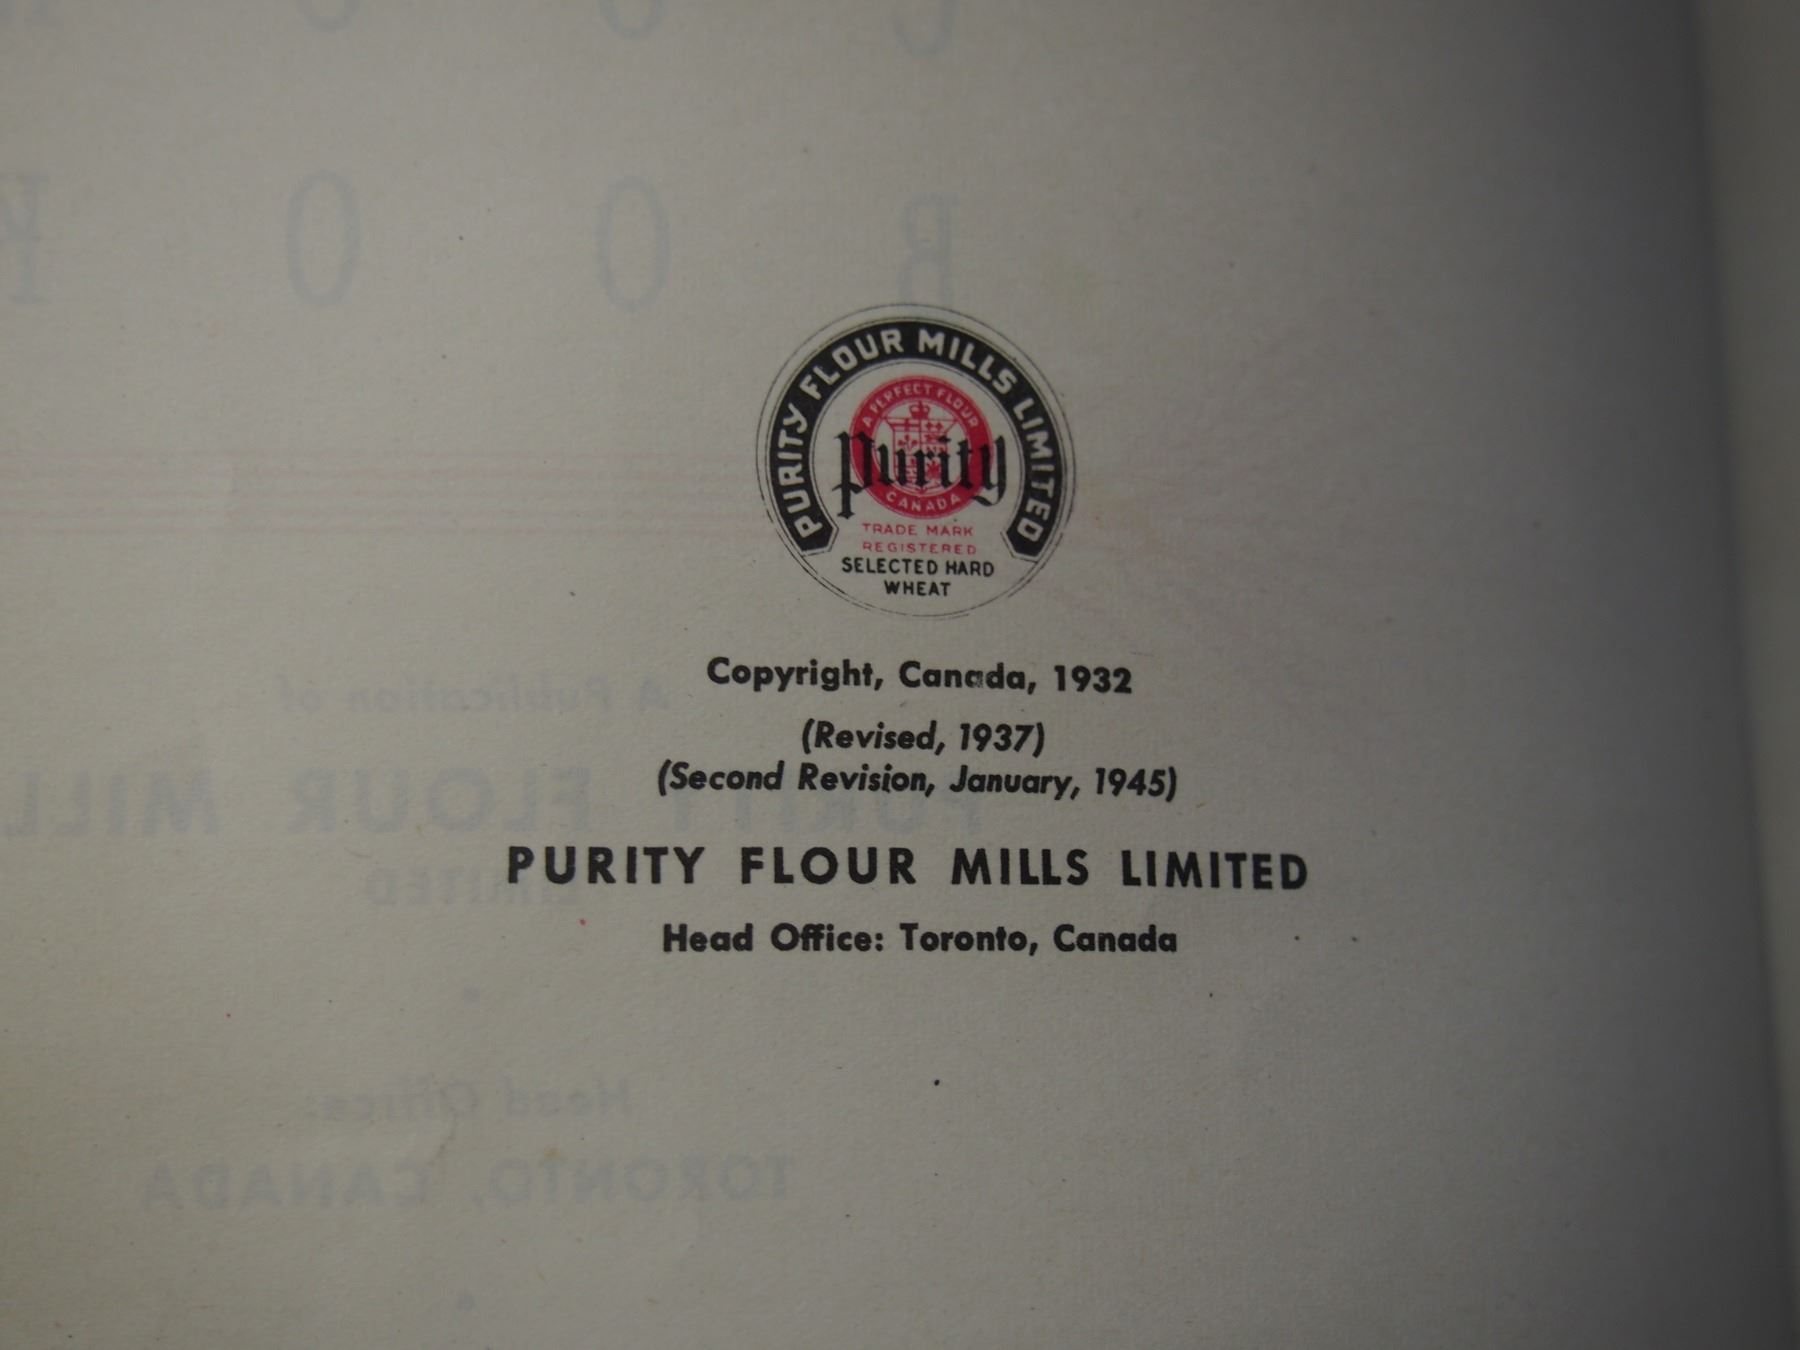 PURITY FLOUR MILLS LIMITED
A PERFECT FLOUR
Purity
CANADA
TRADE MARK
REGISTERED
SELECTED HARD
WHEAT
Copyright, Canada, 1932
(Revised, 1937)
(Second Revision, January, 1945)
PURITY FLOUR MILLS LIMITED
Head Office: Toronto, Canada